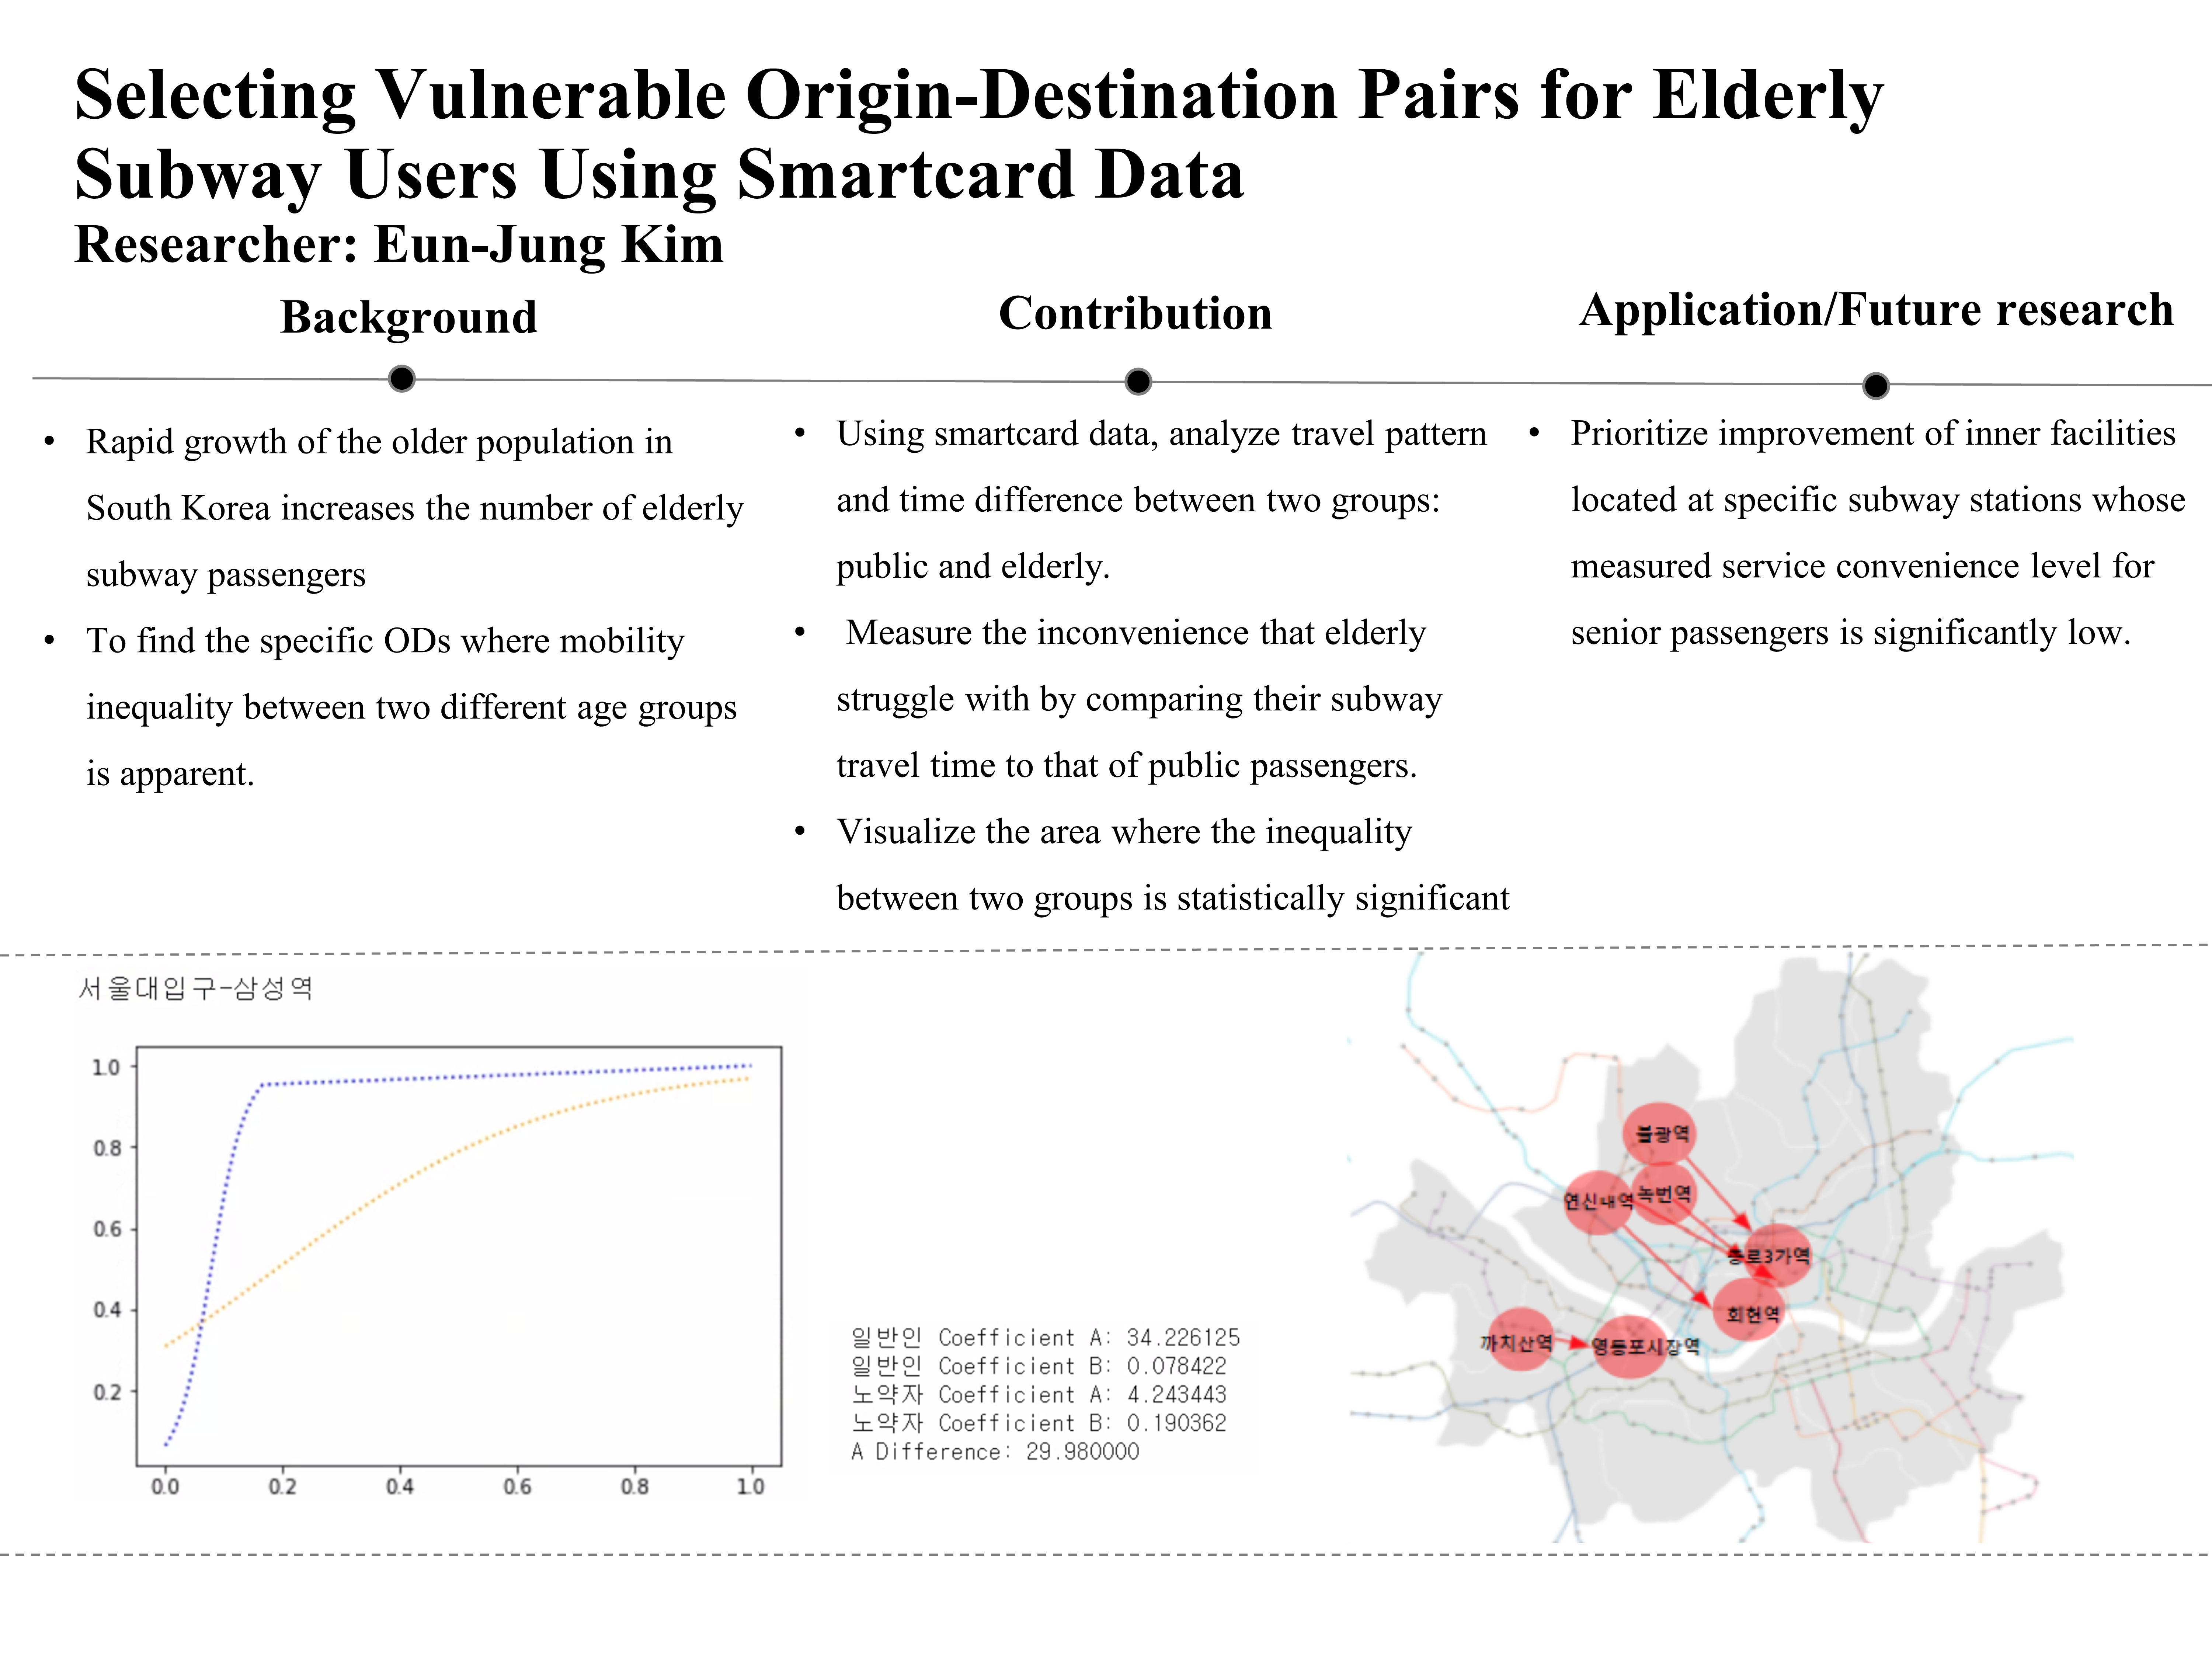 Selecting Vulnerable Origin-Destination Pairs for Elderly
Subway Users Using Smartcard Data
Researcher: Eun-Jung Kim
Background
• Rapid growth of the older population in
South Korea increases the number of elderly
subway passengers
• To find the specific ODs where mobility
inequality between two different age groups
is apparent.
Contribution
• Using smartcard data, analyze travel pattern
and time difference between two groups:
public and elderly.
• Measure the inconvenience that elderly
struggle with by comparing their subway
travel time to that of public passengers.
• Visualize the area where the inequality
between two groups is statistically significant
Application/Future research
• Prioritize improvement of inner facilities
located at specific subway stations whose
measured service convenience level for
senior passengers is significantly low.
서울대입구-삼성역
1.0
0.8
0.6
0.4
0.2
0.0 0.2 0.4 0.6 0.8 1.0
일반인 Coefficient A: 34.226125
일반인 Coefficient B: 0.078422
노약자 Coefficient A: 4.243443
노약자 Coefficient B: 0.190362
A Difference: 29.980000
불광역
연신내역
녹번역
종로3가역
회현역
까치산역
영등포시장역